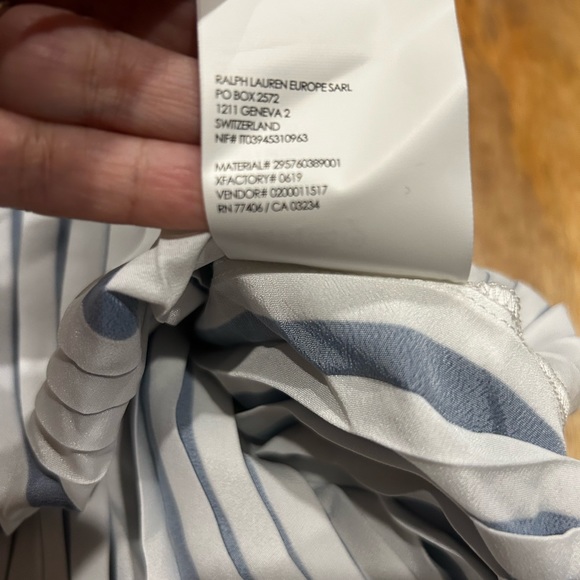 RALPH LAUREN EUROPE SARL
PO BOX 2572
1211 GENEVA 2
SWITZERLAND
NIF# IT03945310963
MATERIAL# 295760389001
XFACTORY# 0619
VENDOR# 0200011517
RN 77406 / CA 03234